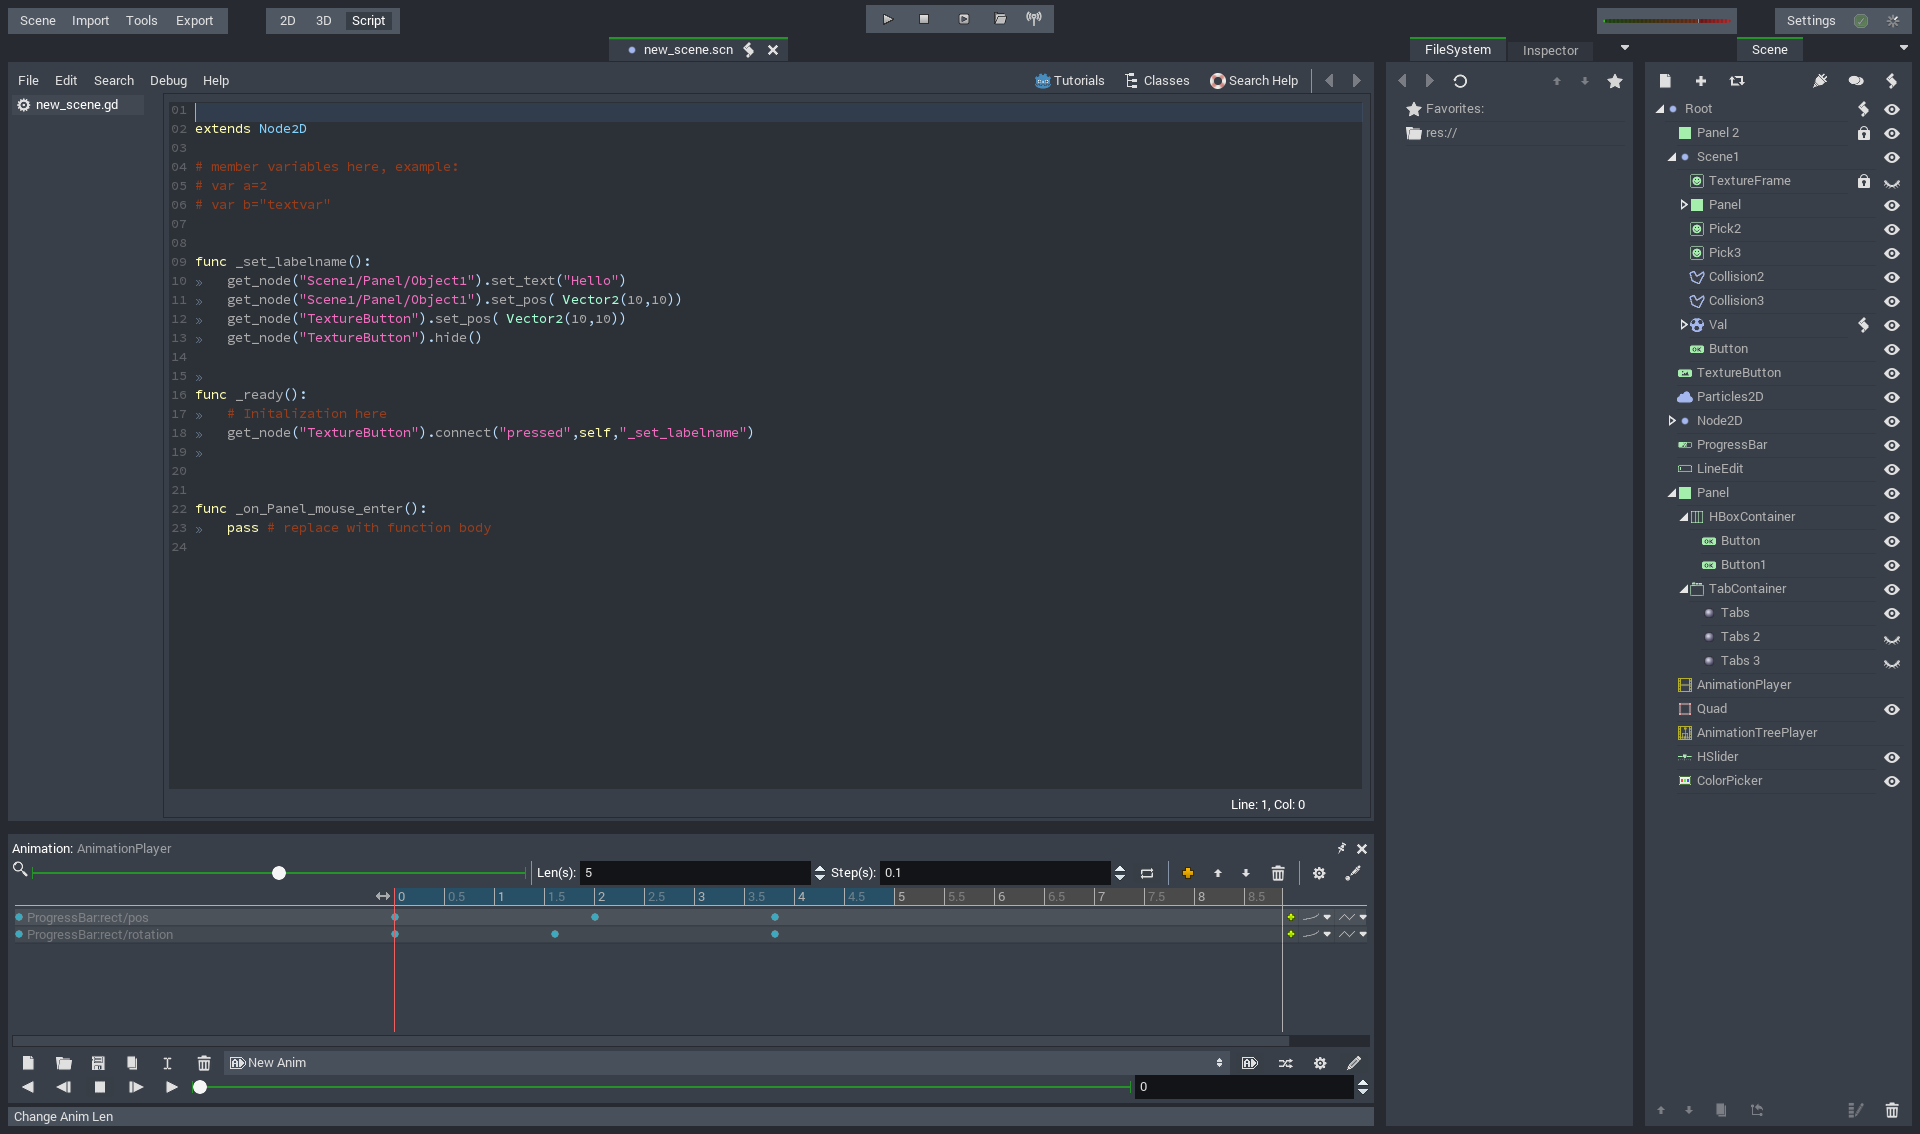 Scene Import Tools Export 2D 3D Script Settings
new_scene.scn
FileSystem Inspector Scene
File Edit Search Debug Help Tutorials Classes Search Help
new_scene.gd
01
02 extends Node2D
03
04 # member variables here, example:
05 # var a=2
06 # var b="textvar"
07
08
09 func _set_labelname():
10 » get_node("Scene1/Panel/Object1").set_text("Hello")
11 » get_node("Scene1/Panel/Object1").set_pos( Vector2(10,10))
12 » get_node("TextureButton").set_pos( Vector2(10,10))
13 » get_node("TextureButton").hide()
14
15 »
16 func _ready():
17 » # Initalization here
18 » get_node("TextureButton").connect("pressed",self,"_set_labelname")
19 »
20
21
22 func _on_Panel_mouse_enter():
23 » pass # replace with function body
24
Line: 1, Col: 0
Animation: AnimationPlayer
Len(s): 5 Step(s): 0.1
0 0.5 1 1.5 2 2.5 3 3.5 4 4.5 5 5.5 6 6.5 7 7.5 8 8.5
ProgressBar:rect/pos
ProgressBar:rect/rotation
New Anim
0
Change Anim Len
Favorites:
res://
Root
Panel 2
Scene1
TextureFrame
Panel
Pick2
Pick3
Collision2
Collision3
Val
OK Button
TextureButton
Particles2D
Node2D
ProgressBar
LineEdit
Panel
HBoxContainer
OK Button
OK Button1
TabContainer
Tabs
Tabs 2
Tabs 3
AnimationPlayer
Quad
AnimationTreePlayer
HSlider
ColorPicker